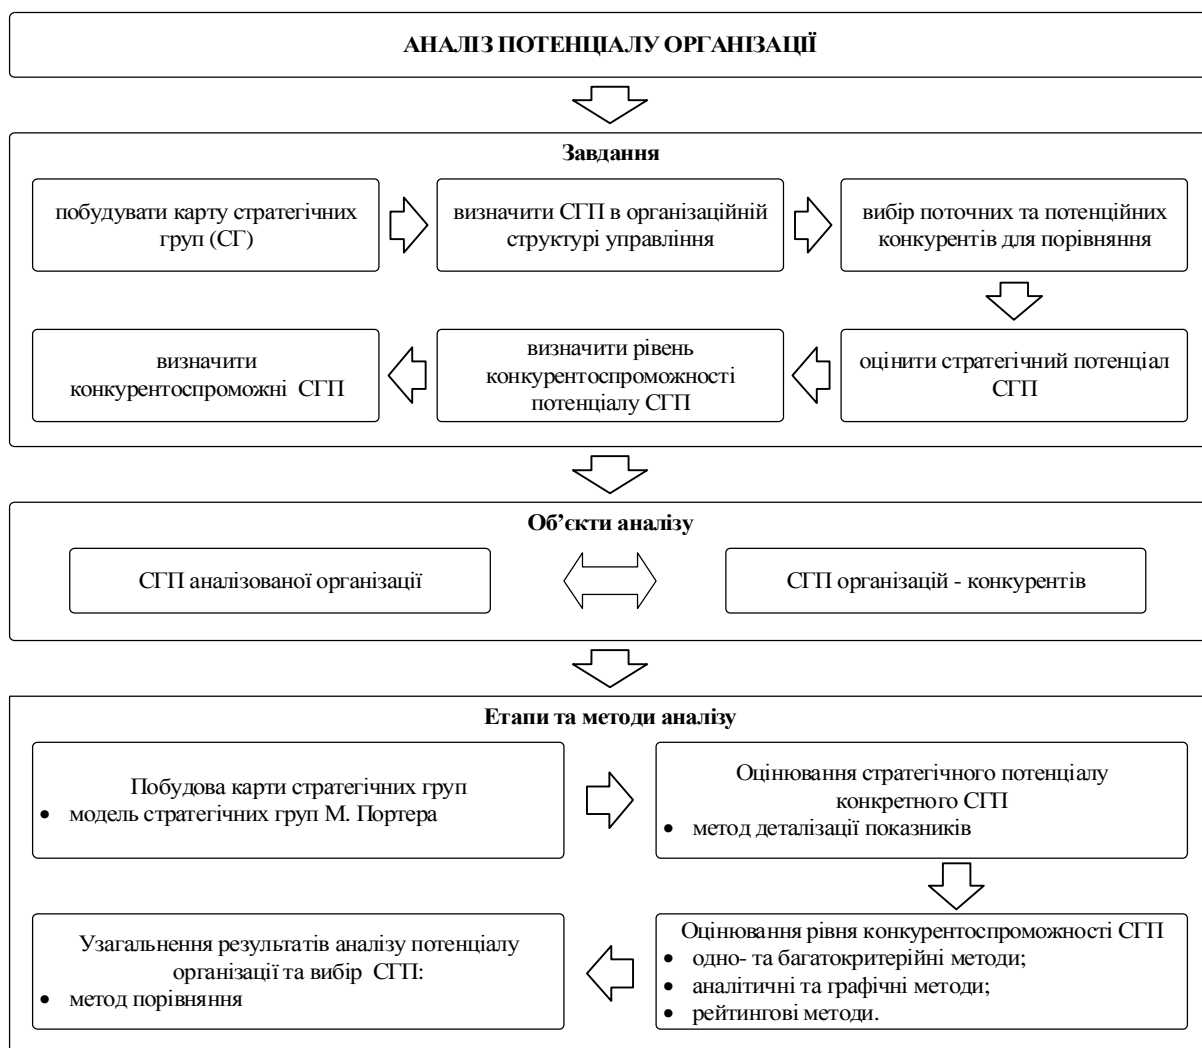 АНАЛІЗ ПОТЕНЦІАЛУ ОРГАНІЗАЦІЇ
Завдання
побудувати карту стратегічних
груп (СГ)
визначити СГП в організаційній
структурі управління
вибір поточних та потенційних
конкурентів для порівняння
оцінити стратегічний потенціал
СГП
визначити рівень
конкурентоспроможності
потенціалу СГП
визначити
конкурентоспроможні СГП
Об’єкти аналізу
СГП аналізованої організації
СГП організацій - конкурентів
Етапи та методи аналізу
Побудова карти стратегічних груп
• модель стратегічних груп М. Портера
Оцінювання стратегічного потенціалу
конкретного СГП
• метод деталізації показників
Оцінювання рівня конкурентоспроможності СГП
• одно- та багатокритерійні методи;
• аналітичні та графічні методи;
• рейтингові методи.
Узагальнення результатів аналізу потенціалу
організації та вибір СГП:
• метод порівняння